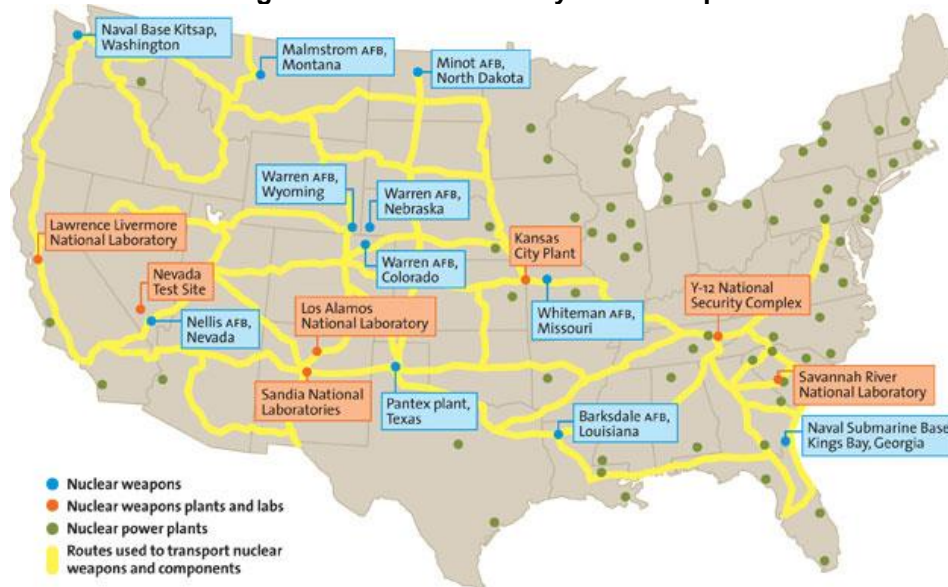 Naval Base Kitsap,
Washington
Malmstrom AFB,
Montana
Minot AFB,
North Dakota
Warren AFB,
Wyoming
Warren AFB,
Nebraska
Lawrence Livermore
National Laboratory
Kansas
City Plant
Warren AFB,
Colorado
Nevada
Test Site
Y-12 National
Security Complex
Los Alamos
National Laboratory
Nellis AFB,
Nevada
Whiteman AFB,
Missouri
Savannah River
National Laboratory
Sandia National
Laboratories
Pantex plant,
Texas
Barksdale AFB,
Louisiana
Naval Submarine Base
Kings Bay, Georgia
Nuclear weapons
Nuclear weapons plants and labs
Nuclear power plants
Routes used to transport nuclear
weapons and components